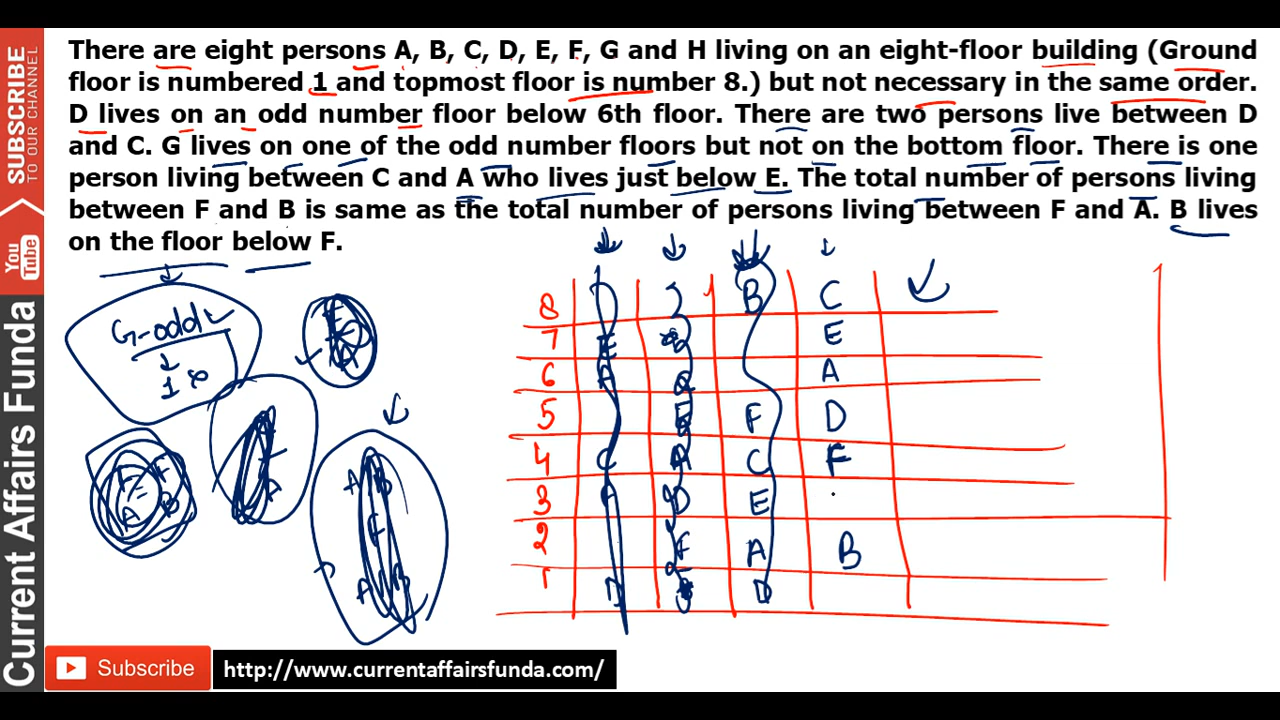 SUBSCRIBE
TO OUR CHANNEL
You Tube
Current Affairs Funda
There are eight persons A, B, C, D, E, F, G and H living on an eight-floor building (Ground
floor is numbered 1 and topmost floor is number 8.) but not necessary in the same order.
D lives on an odd number floor below 6th floor. There are two persons live between D
and C. G lives on one of the odd number floors but not on the bottom floor. There is one
person living between C and A who lives just below E. The total number of persons living
between F and B is same as the total number of persons living between F and A. B lives
on the floor below F.
G-odd
1
8 B C
7 E E
6 A A
5 F D
4 C A C F
3 D E
2 F A B
1 D D
Subscribe http://www.currentaffairsfunda.com/